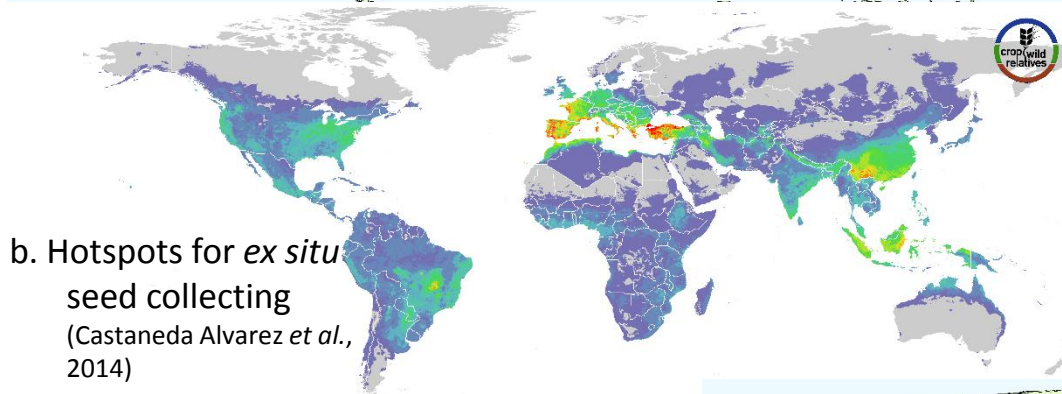 crop wild
relatives
b. Hotspots for ex situ
seed collecting
(Castaneda Alvarez et al.,
2014)